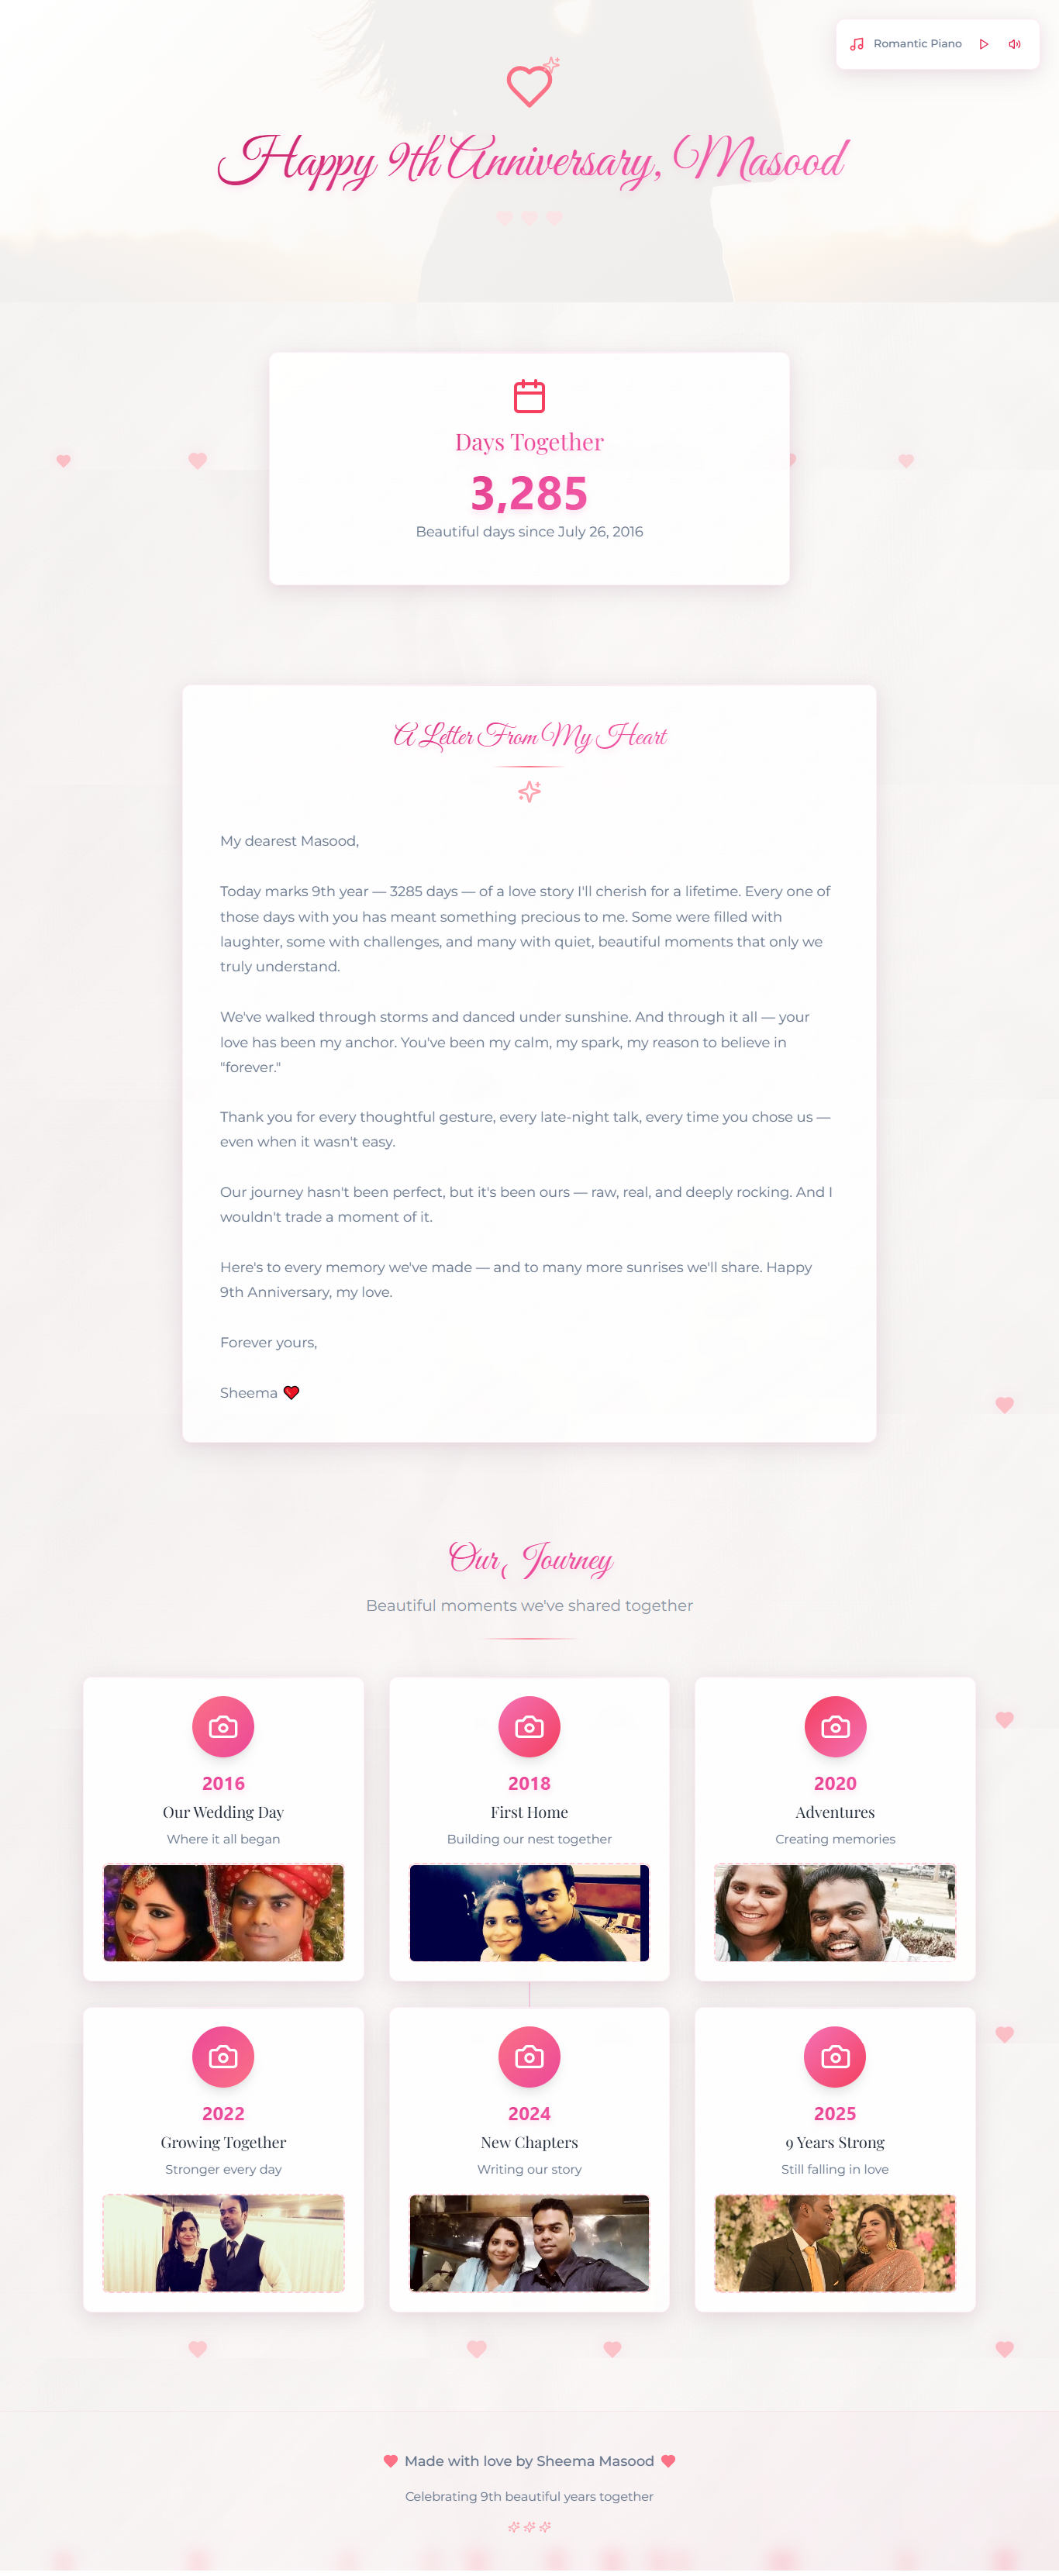 Romantic Piano
Happy 9th Anniversary, Masood
Days Together
3,285
Beautiful days since July 26, 2016
A Letter From My Heart
My dearest Masood,
Today marks 9th year — 3285 days — of a love story I'll cherish for a lifetime. Every one of
those days with you has meant something precious to me. Some were filled with
laughter, some with challenges, and many with quiet, beautiful moments that only we
truly understand.
We've walked through storms and danced under sunshine. And through it all — your
love has been my anchor. You've been my calm, my spark, my reason to believe in
"forever."
Thank you for every thoughtful gesture, every late-night talk, every time you chose us —
even when it wasn't easy.
Our journey hasn't been perfect, but it's been ours — raw, real, and deeply rocking. And I
wouldn't trade a moment of it.
Here's to every memory we've made — and to many more sunrises we'll share. Happy
9th Anniversary, my love.
Forever yours,
Sheema ❤️
Our Journey
Beautiful moments we've shared together
2016
Our Wedding Day
Where it all began
2018
First Home
Building our nest together
2020
Adventures
Creating memories
2022
Growing Together
Stronger every day
2024
New Chapters
Writing our story
2025
9 Years Strong
Still falling in love
Made with love by Sheema Masood
Celebrating 9th beautiful years together